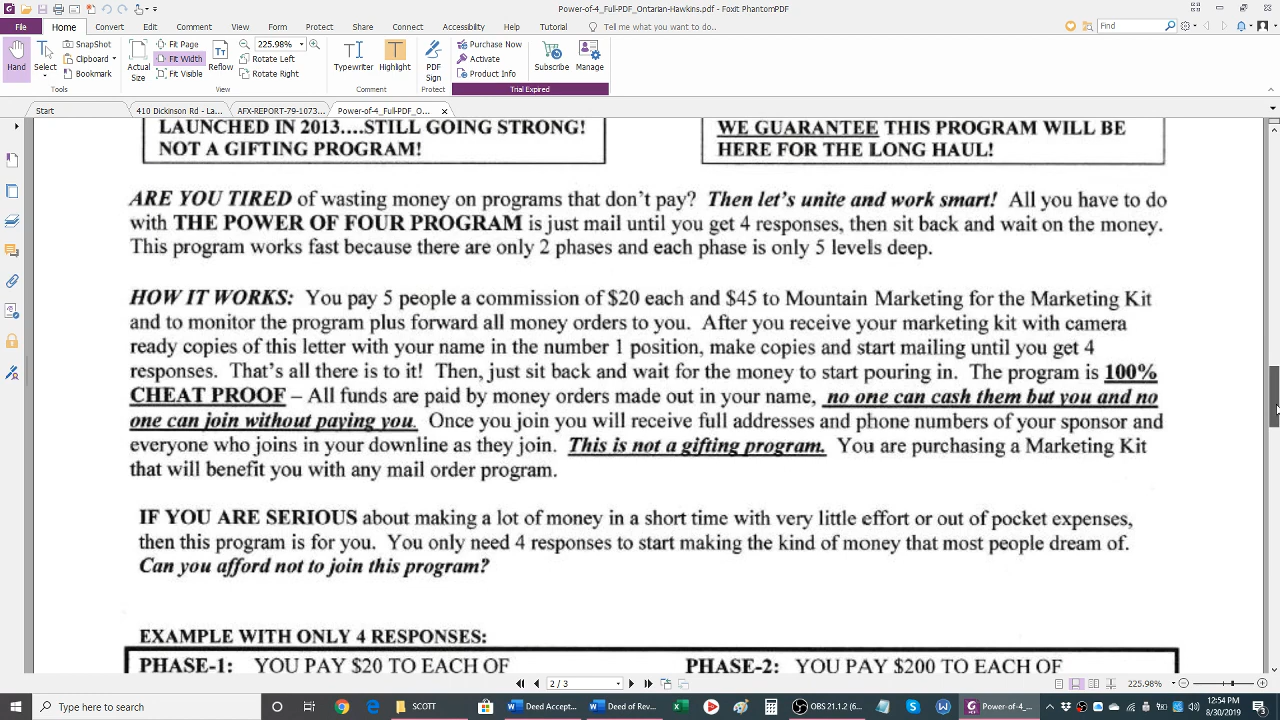 Power-of-4_Full-PDF_Ontarian-Hawkins.pdf - Foxit PhantomPDF
File Home Convert Edit Organize Comment View Form Protect Share Connect Accessibility Help Tutorial Tell me what you want to do.. Find
Hand
Select
SnapShot
Clipboard
Bookmark
Tools
Actual Size
Fit Page
Fit Width
Fit Visible
Reflow
225.98%
Rotate Left
Rotate Right
View
Typewriter
Highlight
Comment
PDF Sign
Protect
Purchase Now
Activate
Product Info
Subscribe
Manage
Trial Expired
Start 410 Dickinson Rd - La... AFX-REPORT-79-1073... Power-of-4_Full-PDF_O...
LAUNCHED IN 2013....STILL GOING STRONG!
NOT A GIFTING PROGRAM!
WE GUARANTEE THIS PROGRAM WILL BE
HERE FOR THE LONG HAUL!
ARE YOU TIRED of wasting money on programs that don't pay? Then let's unite and work smart! All you have to do
with THE POWER OF FOUR PROGRAM is just mail until you get 4 responses, then sit back and wait on the money.
This program works fast because there are only 2 phases and each phase is only 5 levels deep.
HOW IT WORKS: You pay 5 people a commission of $20 each and $45 to Mountain Marketing for the Marketing Kit
and to monitor the program plus forward all money orders to you. After you receive your marketing kit with camera
ready copies of this letter with your name in the number 1 position, make copies and start mailing until you get 4
responses. That's all there is to it! Then, just sit back and wait for the money to start pouring in. The program is 100%
CHEAT PROOF – All funds are paid by money orders made out in your name, no one can cash them but you and no
one can join without paying you. Once you join you will receive full addresses and phone numbers of your sponsor and
everyone who joins in your downline as they join. This is not a gifting program. You are purchasing a Marketing Kit
that will benefit you with any mail order program.
IF YOU ARE SERIOUS about making a lot of money in a short time with very little effort or out of pocket expenses,
then this program is for you. You only need 4 responses to start making the kind of money that most people dream of.
Can you afford not to join this program?
EXAMPLE WITH ONLY 4 RESPONSES:
PHASE-1: YOU PAY $20 TO EACH OF
PHASE-2: YOU PAY $200 TO EACH OF
2 / 3
225.98%
Type here to search
SCOTT
Deed Accept...
Deed of Rev...
OBS 21.1.2 (6...
Power-of-4_...
12:54 PM
8/30/2019